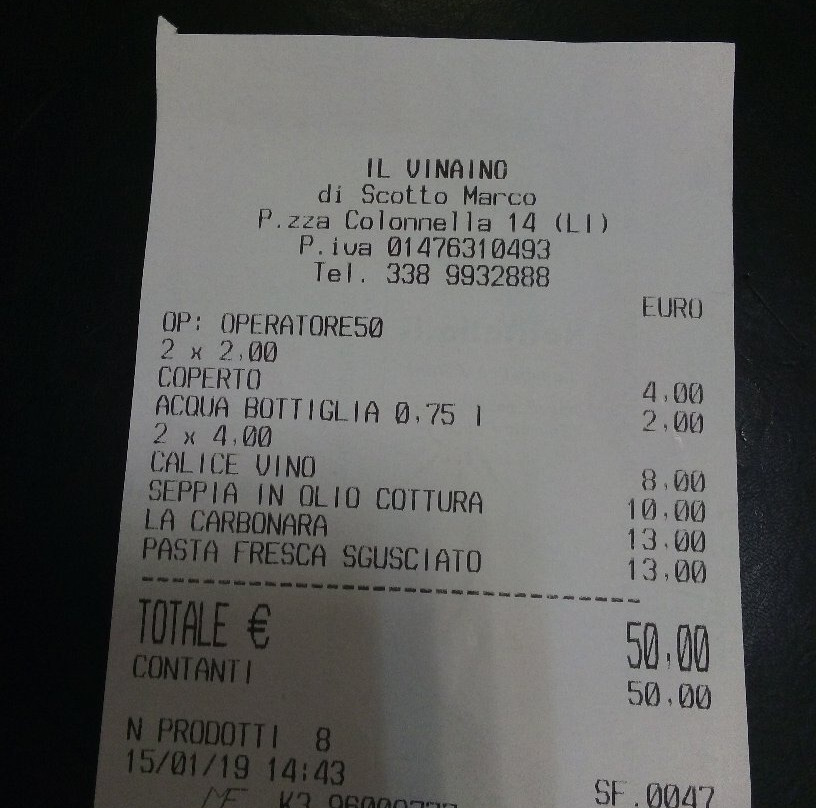 IL VINAINO
di Scotto Marco
P.zza Colonnella 14 (LI)
P.iva 01476310493
Tel. 338 9932888
EURO
OP: OPERATORE50
2 x 2,00
COPERTO 4,00
ACQUA BOTTIGLIA 0,75 l 2,00
2 x 4,00
CALICE VINO 8,00
SEPPIA IN OLIO COTTURA 10,00
LA CARBONARA 13,00
PASTA FRESCA SGUSCIATO 13,00
TOTALE € 50,00
CONTANTI 50,00
N PRODOTTI 8
15/01/19 14:43 SF.0047
MF K3